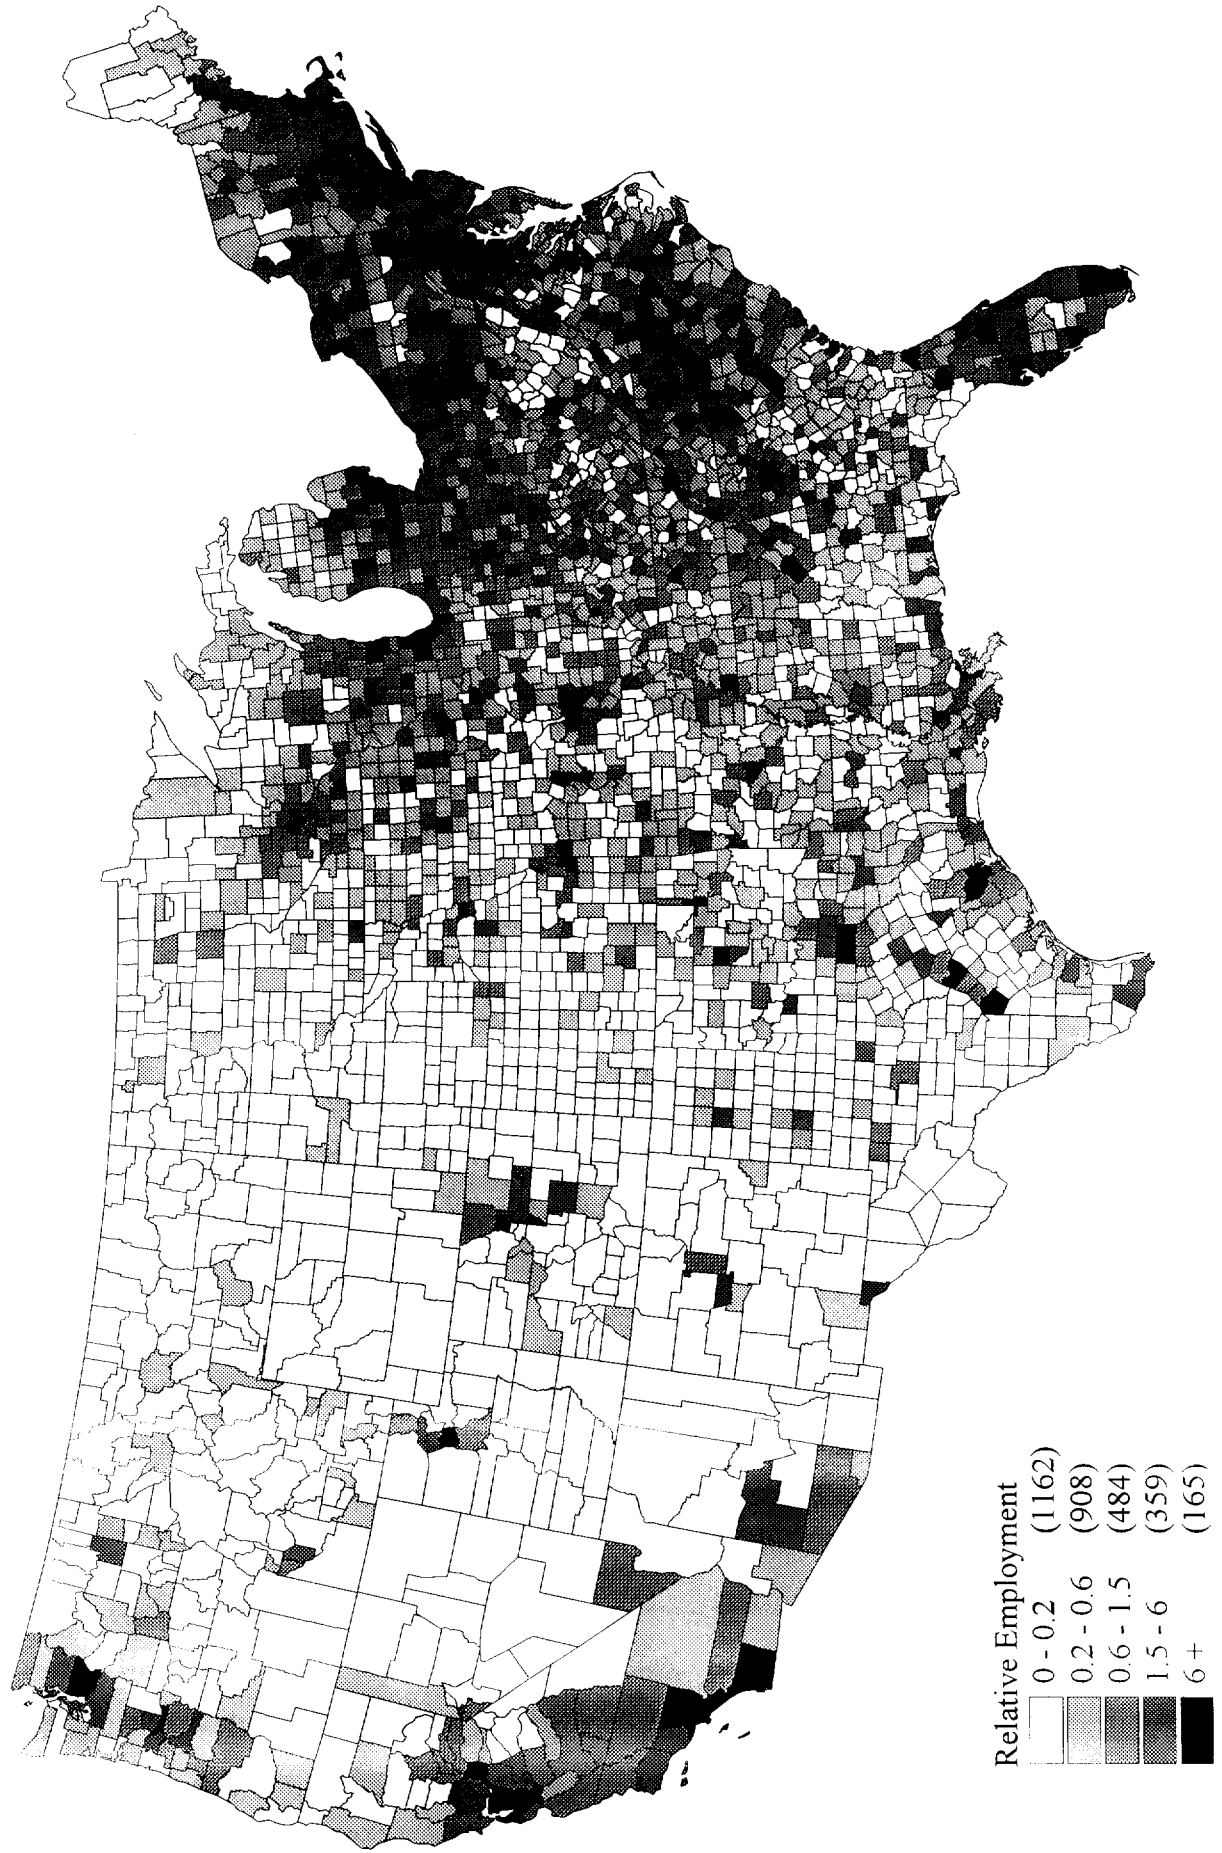 Relative Employment
0 - 0.2 (1162)
0.2 - 0.6 (908)
0.6 - 1.5 (484)
1.5 - 6 (359)
6 + (165)